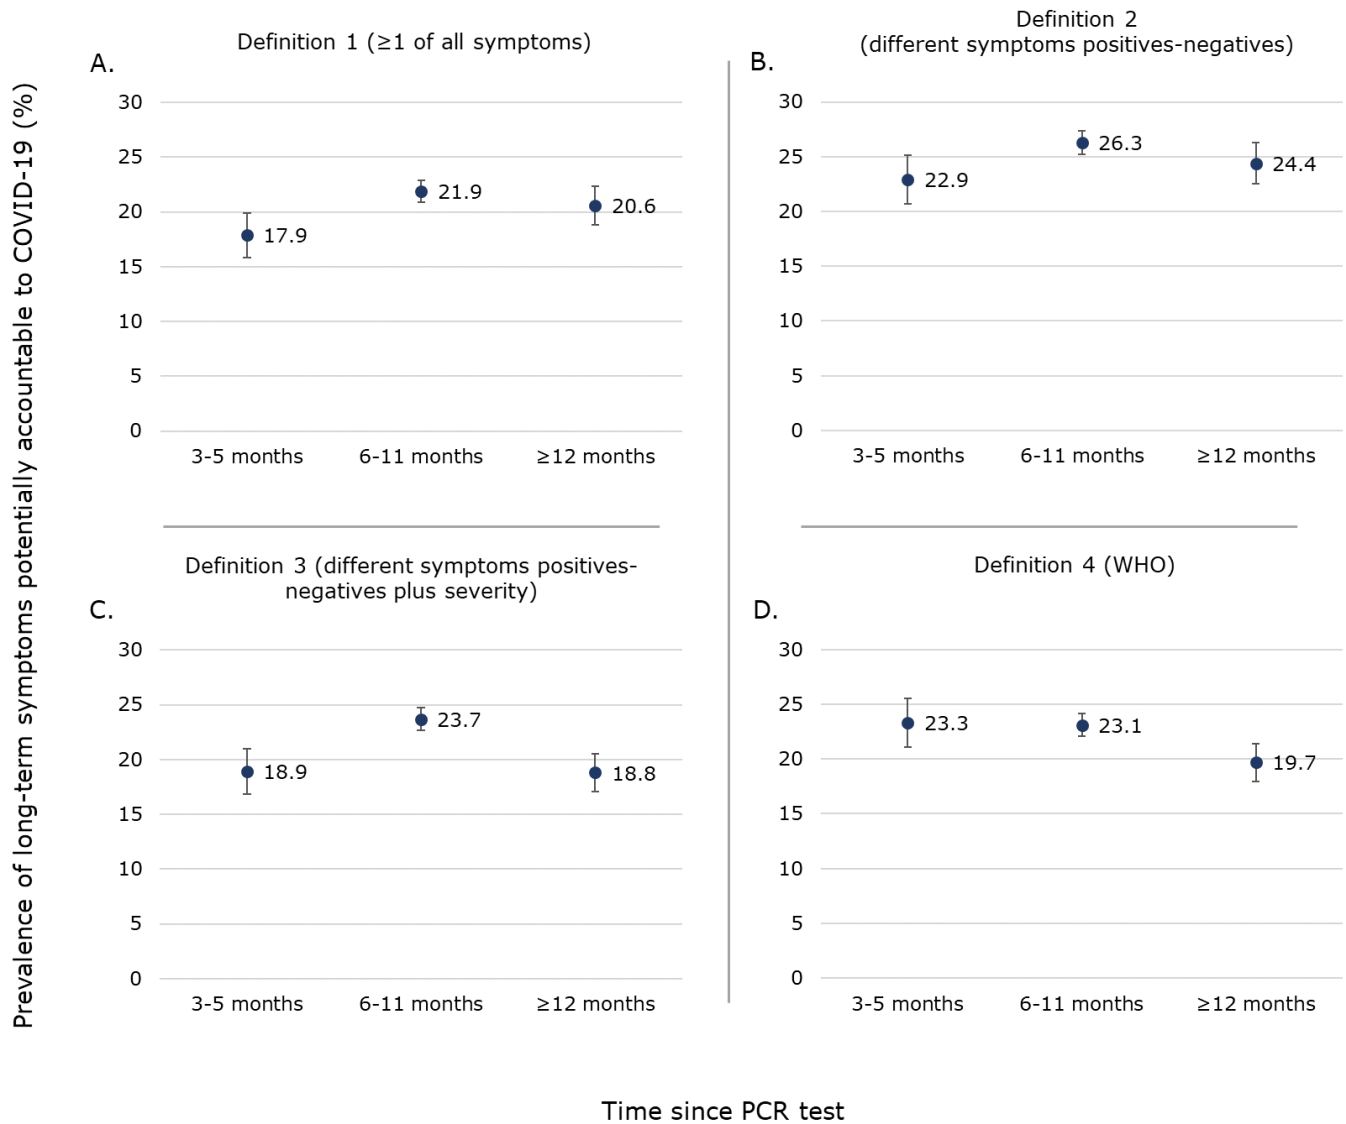 Prevalence of long-term symptoms potentially accountable to COVID-19 (%)
A.
Definition 1 (≥1 of all symptoms)
30
25
20
15
10
5
0
17.9
21.9
20.6
3-5 months
6-11 months
≥12 months
B.
Definition 2
(different symptoms positives-negatives)
30
25
20
15
10
5
0
22.9
26.3
24.4
3-5 months
6-11 months
≥12 months
C.
Definition 3 (different symptoms positives-
negatives plus severity)
30
25
20
15
10
5
0
18.9
23.7
18.8
3-5 months
6-11 months
≥12 months
D.
Definition 4 (WHO)
30
25
20
15
10
5
0
23.3
23.1
19.7
3-5 months
6-11 months
≥12 months
Time since PCR test